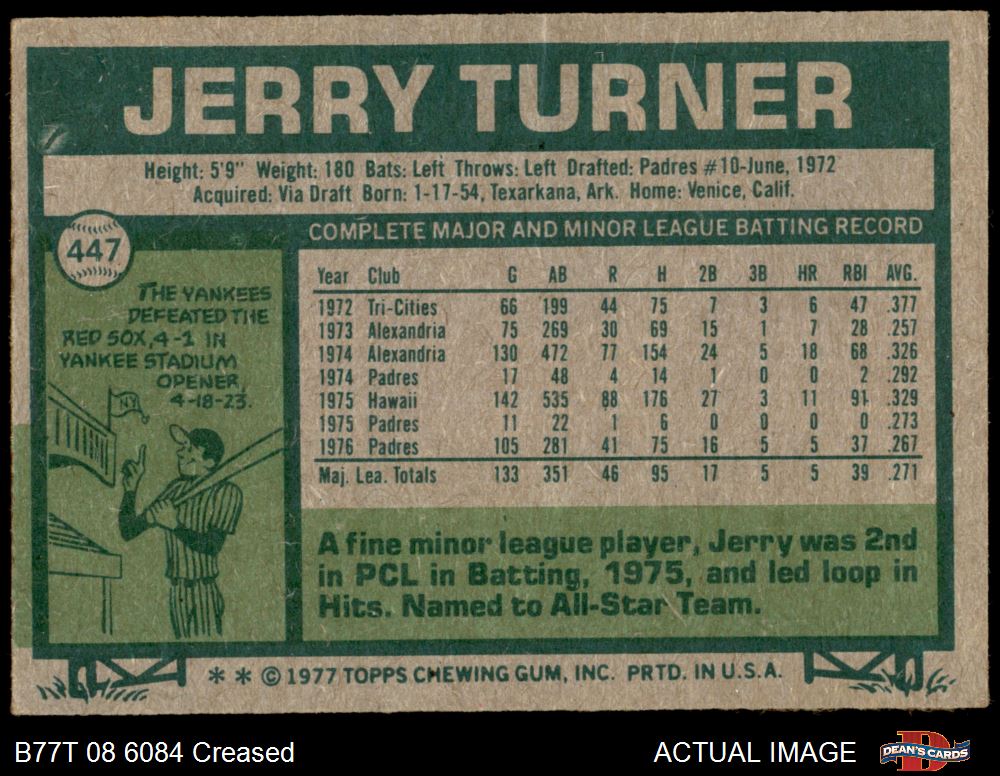 JERRY TURNER
Height: 5'9" Weight: 180 Bats: Left Throws: Left Drafted: Padres #10-June, 1972
Acquired: Via Draft Born: 1-17-54, Texarkana, Ark. Home: Venice, Calif.
447
THE YANKEES
DEFEATED THE
RED SOX, 4-1 IN
YANKEE STADIUM
OPENER,
4-18-23.
NY
COMPLETE MAJOR AND MINOR LEAGUE BATTING RECORD
Year Club G AB R H 2B 3B HR RBI AVG.
1972 Tri-Cities 66 199 44 75 7 3 6 47 .377
1973 Alexandria 75 269 30 69 15 1 7 28 .257
1974 Alexandria 130 472 77 154 24 5 18 68 .326
1974 Padres 17 48 4 14 1 0 0 2 .292
1975 Hawaii 142 535 88 176 27 3 11 91 .329
1975 Padres 11 22 1 6 0 0 0 0 .273
1976 Padres 105 281 41 75 16 5 5 37 .267
Maj. Lea. Totals 133 351 46 95 17 5 5 39 .271
A fine minor league player, Jerry was 2nd
in PCL in Batting, 1975, and led loop in
Hits. Named to All-Star Team.
* * © 1977 TOPPS CHEWING GUM, INC. PRTD. IN U.S.A.
B77T 08 6084 Creased
ACTUAL IMAGE
D
DEAN'S CARDS